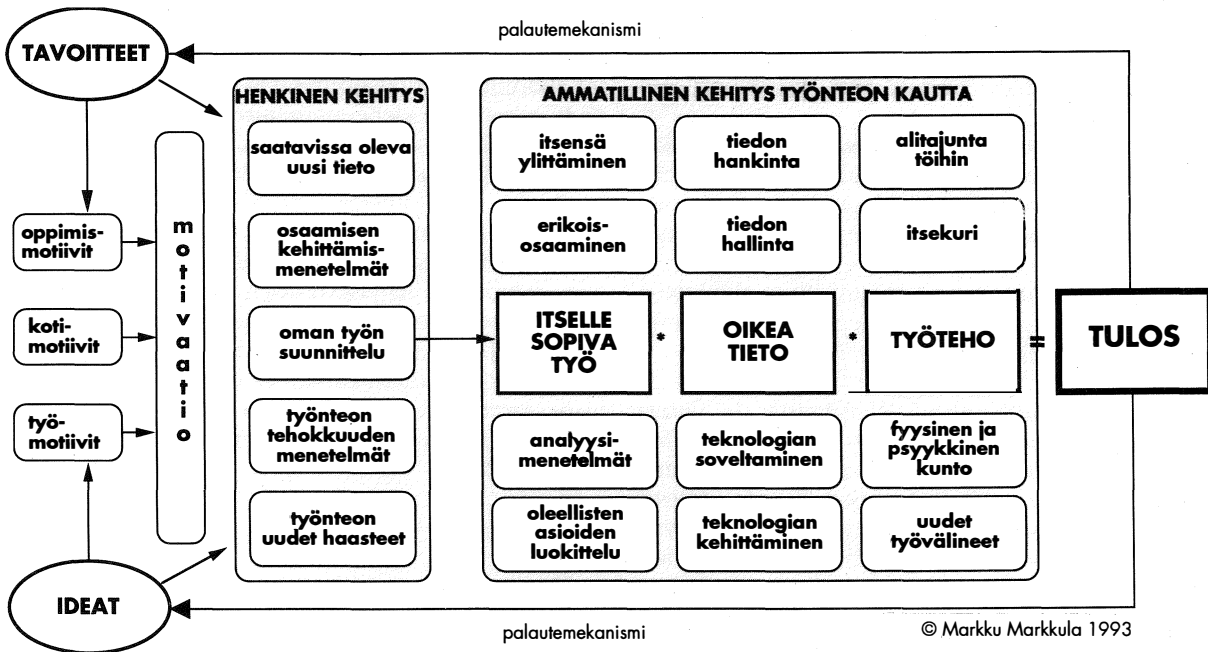 palautemekanismi
TAVOITTEET
HENKINEN KEHITYS
saatavissa oleva
uusi tieto
osaamisen
kehittämis-
menetelmät
oman työn
suunnittelu
työnteon
tehokkuuden
menetelmät
työnteon
uudet haasteet
oppimis-
motiivit
koti-
motiivit
työ-
motiivit
motivaatio
IDEAT
AMMATILLINEN KEHITYS TYÖNTEON KAUTTA
itsensä
ylittäminen
tiedon
hankinta
alitajunta
töihin
erikois-
osaaminen
tiedon
hallinta
itsekuri
ITSELLE
SOPIVA
TYÖ
*
OIKEA
TIETO
*
TYÖTEHO
=
TULOS
analyysi-
menetelmät
teknologian
soveltaminen
fyysinen ja
psyykkinen
kunto
oleellisten
asioiden
luokittelu
teknologian
kehittäminen
uudet
työvälineet
palautemekanismi
© Markku Markkula 1993